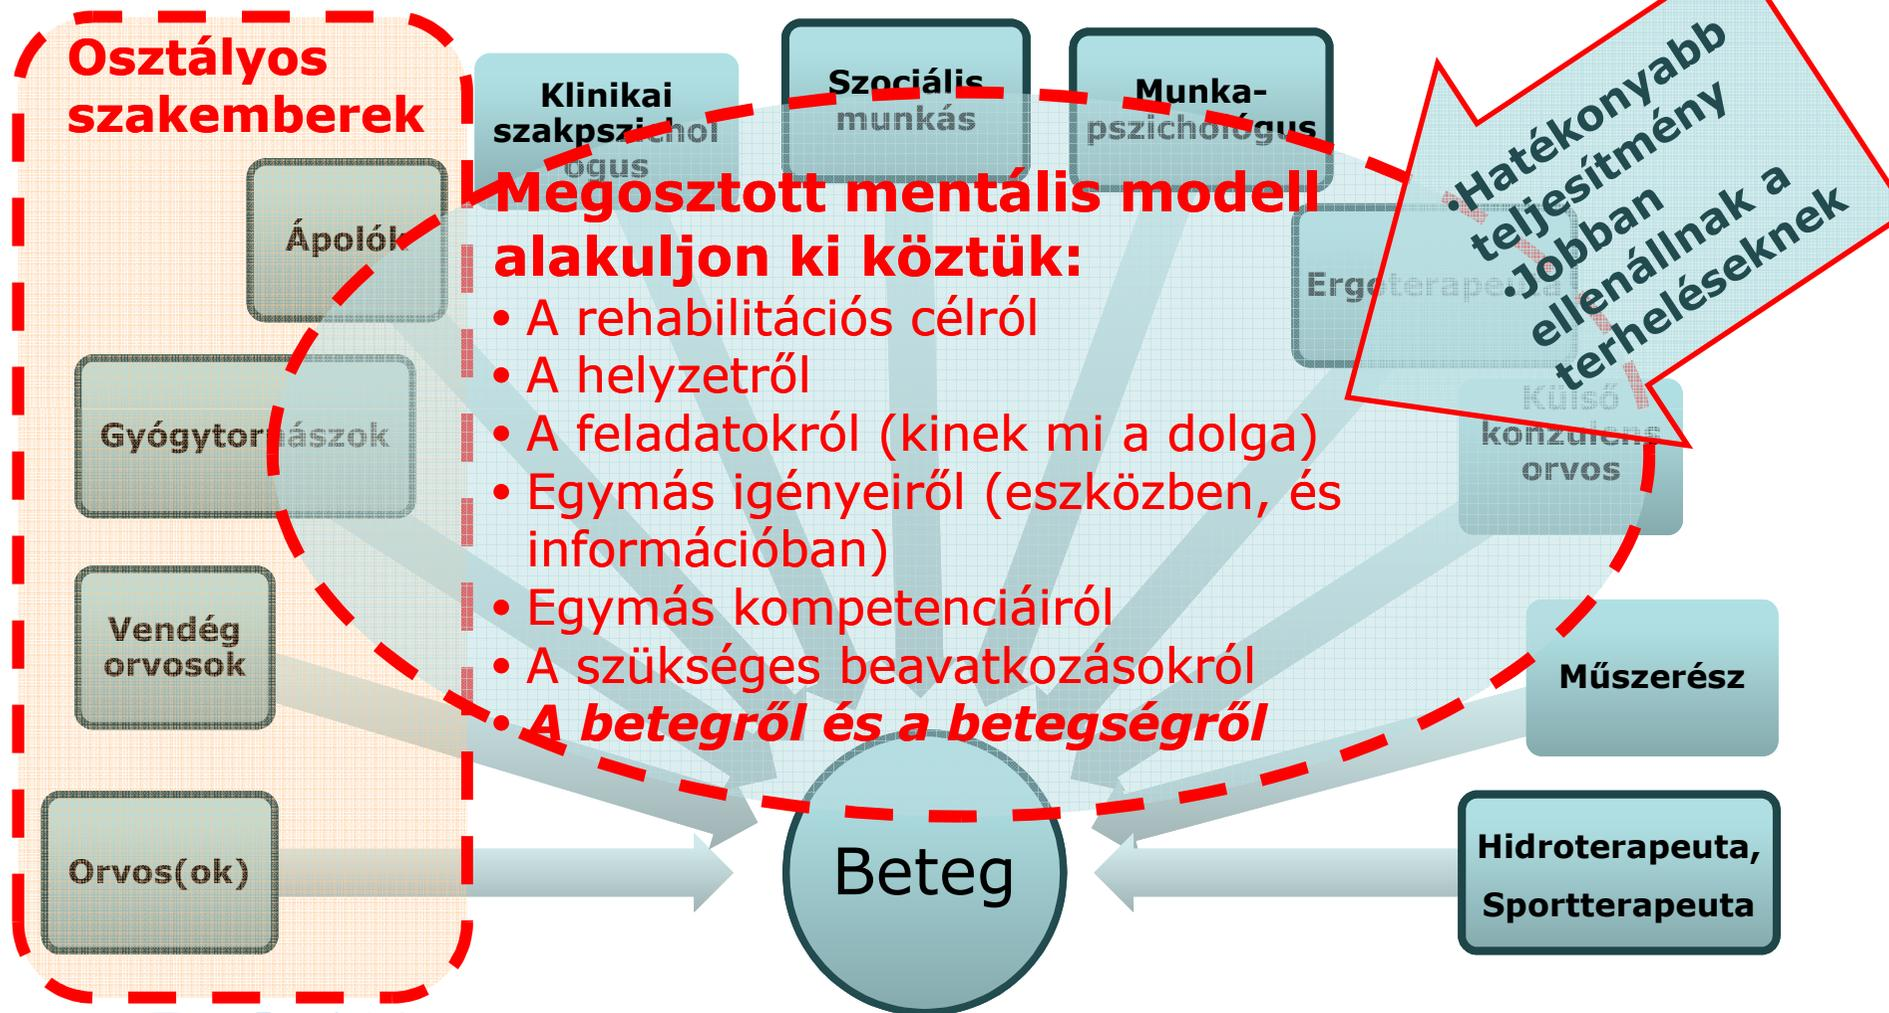 Osztályos
szakemberek
Klinikai
szakpszichol
ógus
Szociális
munkás
Munka-
pszichológus
Ápolók
Ergoterapeuta
Gyógytornászok
Külső
konzulens
orvos
Vendég
orvosok
Műszerész
Orvos(ok)
Hidroterapeuta,
Sportterapeuta
Beteg
Megosztott mentális modell
alakuljon ki köztük:
• A rehabilitációs célról
• A helyzetről
• A feladatokról (kinek mi a dolga)
• Egymás igényeiről (eszközben, és
információban)
• Egymás kompetenciáiról
• A szükséges beavatkozásokról
• A betegről és a betegségről
•Hatékonyabb
teljesítmény
•Jobban
ellenállnak a
terheléseknek